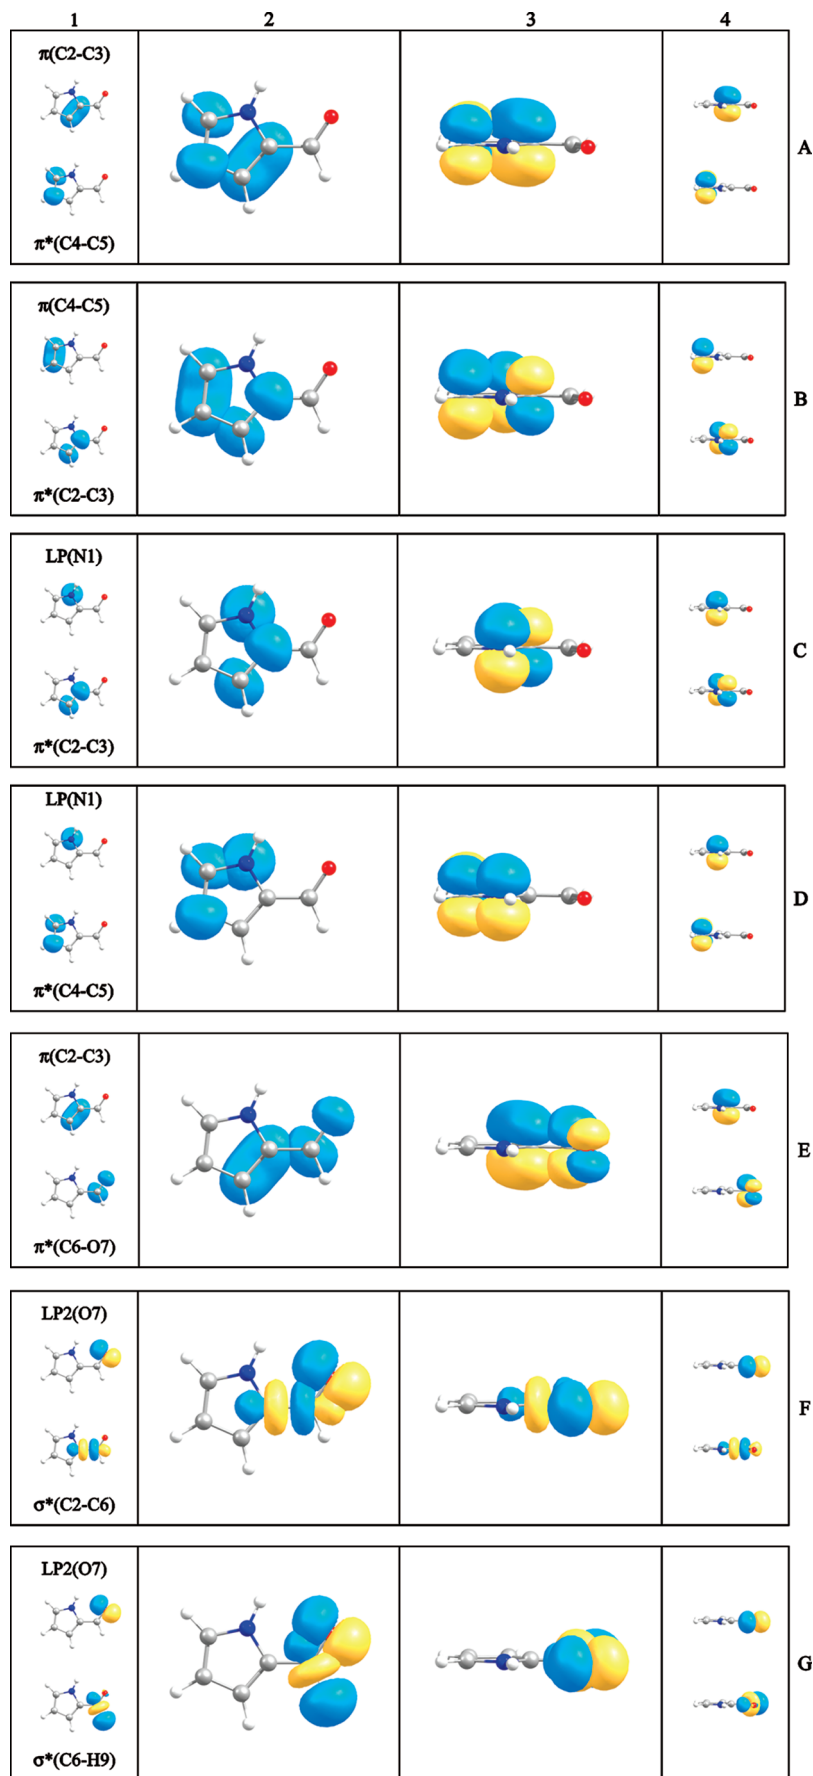 1 2 3 4
π(C2-C3)
A
π*(C4-C5)
π(C4-C5)
B
π*(C2-C3)
LP(N1)
C
π*(C2-C3)
LP(N1)
D
π*(C4-C5)
π(C2-C3)
E
π*(C6-O7)
LP2(O7)
F
σ*(C2-C6)
LP2(O7)
G
σ*(C6-H9)